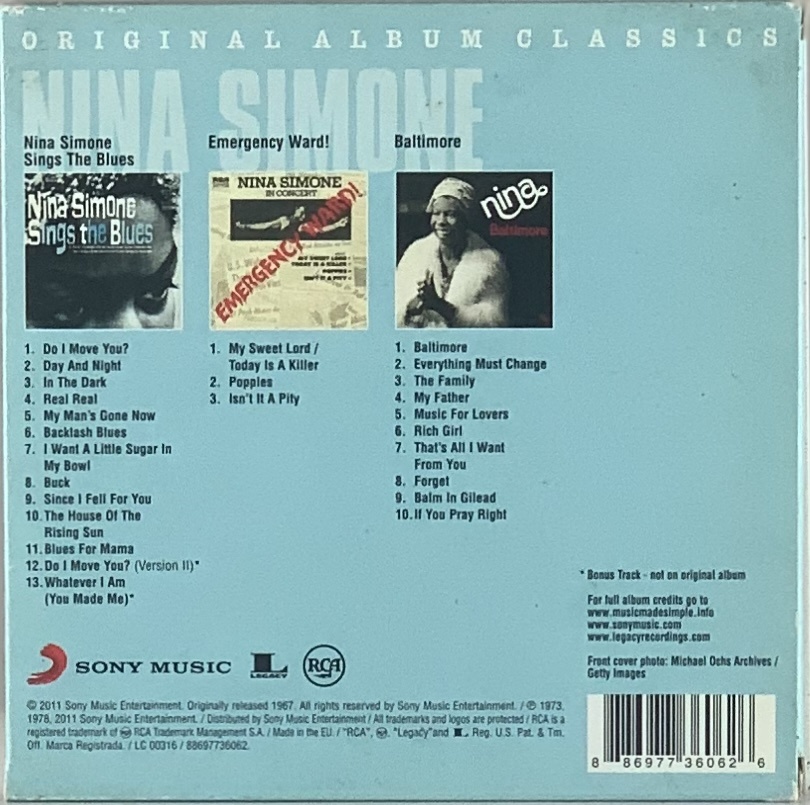 ORIGINAL ALBUM CLASSICS
NINA SIMONE
Nina Simone
Sings The Blues
Nina Simone
Sings the Blues
1. Do I Move You?
2. Day And Night
3. In The Dark
4. Real Real
5. My Man's Gone Now
6. Backlash Blues
7. I Want A Little Sugar In
My Bowl
8. Buck
9. Since I Fell For You
10. The House Of The
Rising Sun
11. Blues For Mama
12. Do I Move You? (Version II)*
13. Whatever I Am
(You Made Me)*
Emergency Ward!
NINA SIMONE
IN CONCERT
EMERGENCY WARD!
MY SWEET LORD
TODAY IS A KILLER
POPPIES
ISN'T IT A PITY
1. My Sweet Lord /
Today Is A Killer
2. Poppies
3. Isn't It A Pity
Baltimore
nina
Baltimore
1. Baltimore
2. Everything Must Change
3. The Family
4. My Father
5. Music For Lovers
6. Rich Girl
7. That's All I Want
From You
8. Forget
9. Balm In Gilead
10. If You Pray Right
* Bonus Track - not on original album
For full album credits go to
www.musicmadesimple.info
www.sonymusic.com
www.legacyrecordings.com
Front cover photo: Michael Ochs Archives /
Getty Images
SONY MUSIC
L
LEGACY
RCA
© 2011 Sony Music Entertainment. Originally released 1967. All rights reserved by Sony Music Entertainment. / ℗ 1973,
1978, 2011 Sony Music Entertainment. / Distributed by Sony Music Entertainment / All trademarks and logos are protected / RCA is a
registered trademark of RCA Trademark Management S.A. / Made in the EU. / "RCA", "Legacy" and L Reg. U.S. Pat. & Tm.
Off. Marca Registrada. / LC 00316 / 88697736062.
8 86977 36062 6